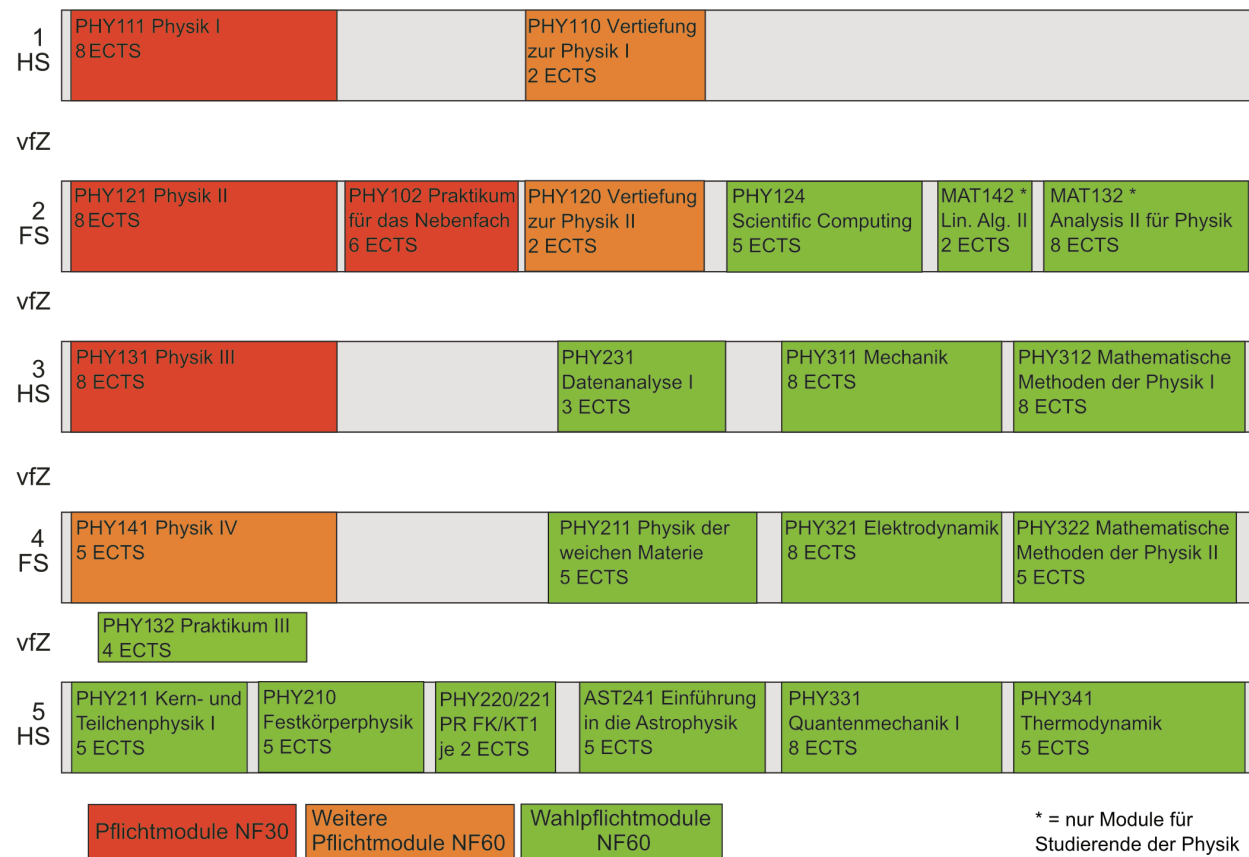 1
HS
PHY111 Physik I
8 ECTS
PHY110 Vertiefung
zur Physik I
2 ECTS
vfZ
2
FS
PHY121 Physik II
8 ECTS
PHY102 Praktikum
für das Nebenfach
6 ECTS
PHY120 Vertiefung
zur Physik II
2 ECTS
PHY124
Scientific Computing
5 ECTS
MAT142 *
Lin. Alg. II
2 ECTS
MAT132 *
Analysis II für Physik
8 ECTS
vfZ
3
HS
PHY131 Physik III
8 ECTS
PHY231
Datenanalyse I
3 ECTS
PHY311 Mechanik
8 ECTS
PHY312 Mathematische
Methoden der Physik I
8 ECTS
vfZ
4
FS
PHY141 Physik IV
5 ECTS
PHY211 Physik der
weichen Materie
5 ECTS
PHY321 Elektrodynamik
8 ECTS
PHY322 Mathematische
Methoden der Physik II
5 ECTS
vfZ
PHY132 Praktikum III
4 ECTS
5
HS
PHY211 Kern- und
Teilchenphysik I
5 ECTS
PHY210
Festkörperphysik
5 ECTS
PHY220/221
PR FK/KT1
je 2 ECTS
AST241 Einführung
in die Astrophysik
5 ECTS
PHY331
Quantenmechanik I
8 ECTS
PHY341
Thermodynamik
5 ECTS
Pflichtmodule NF30
Weitere
Pflichtmodule NF60
Wahlpflichtmodule
NF60
* = nur Module für
Studierende der Physik